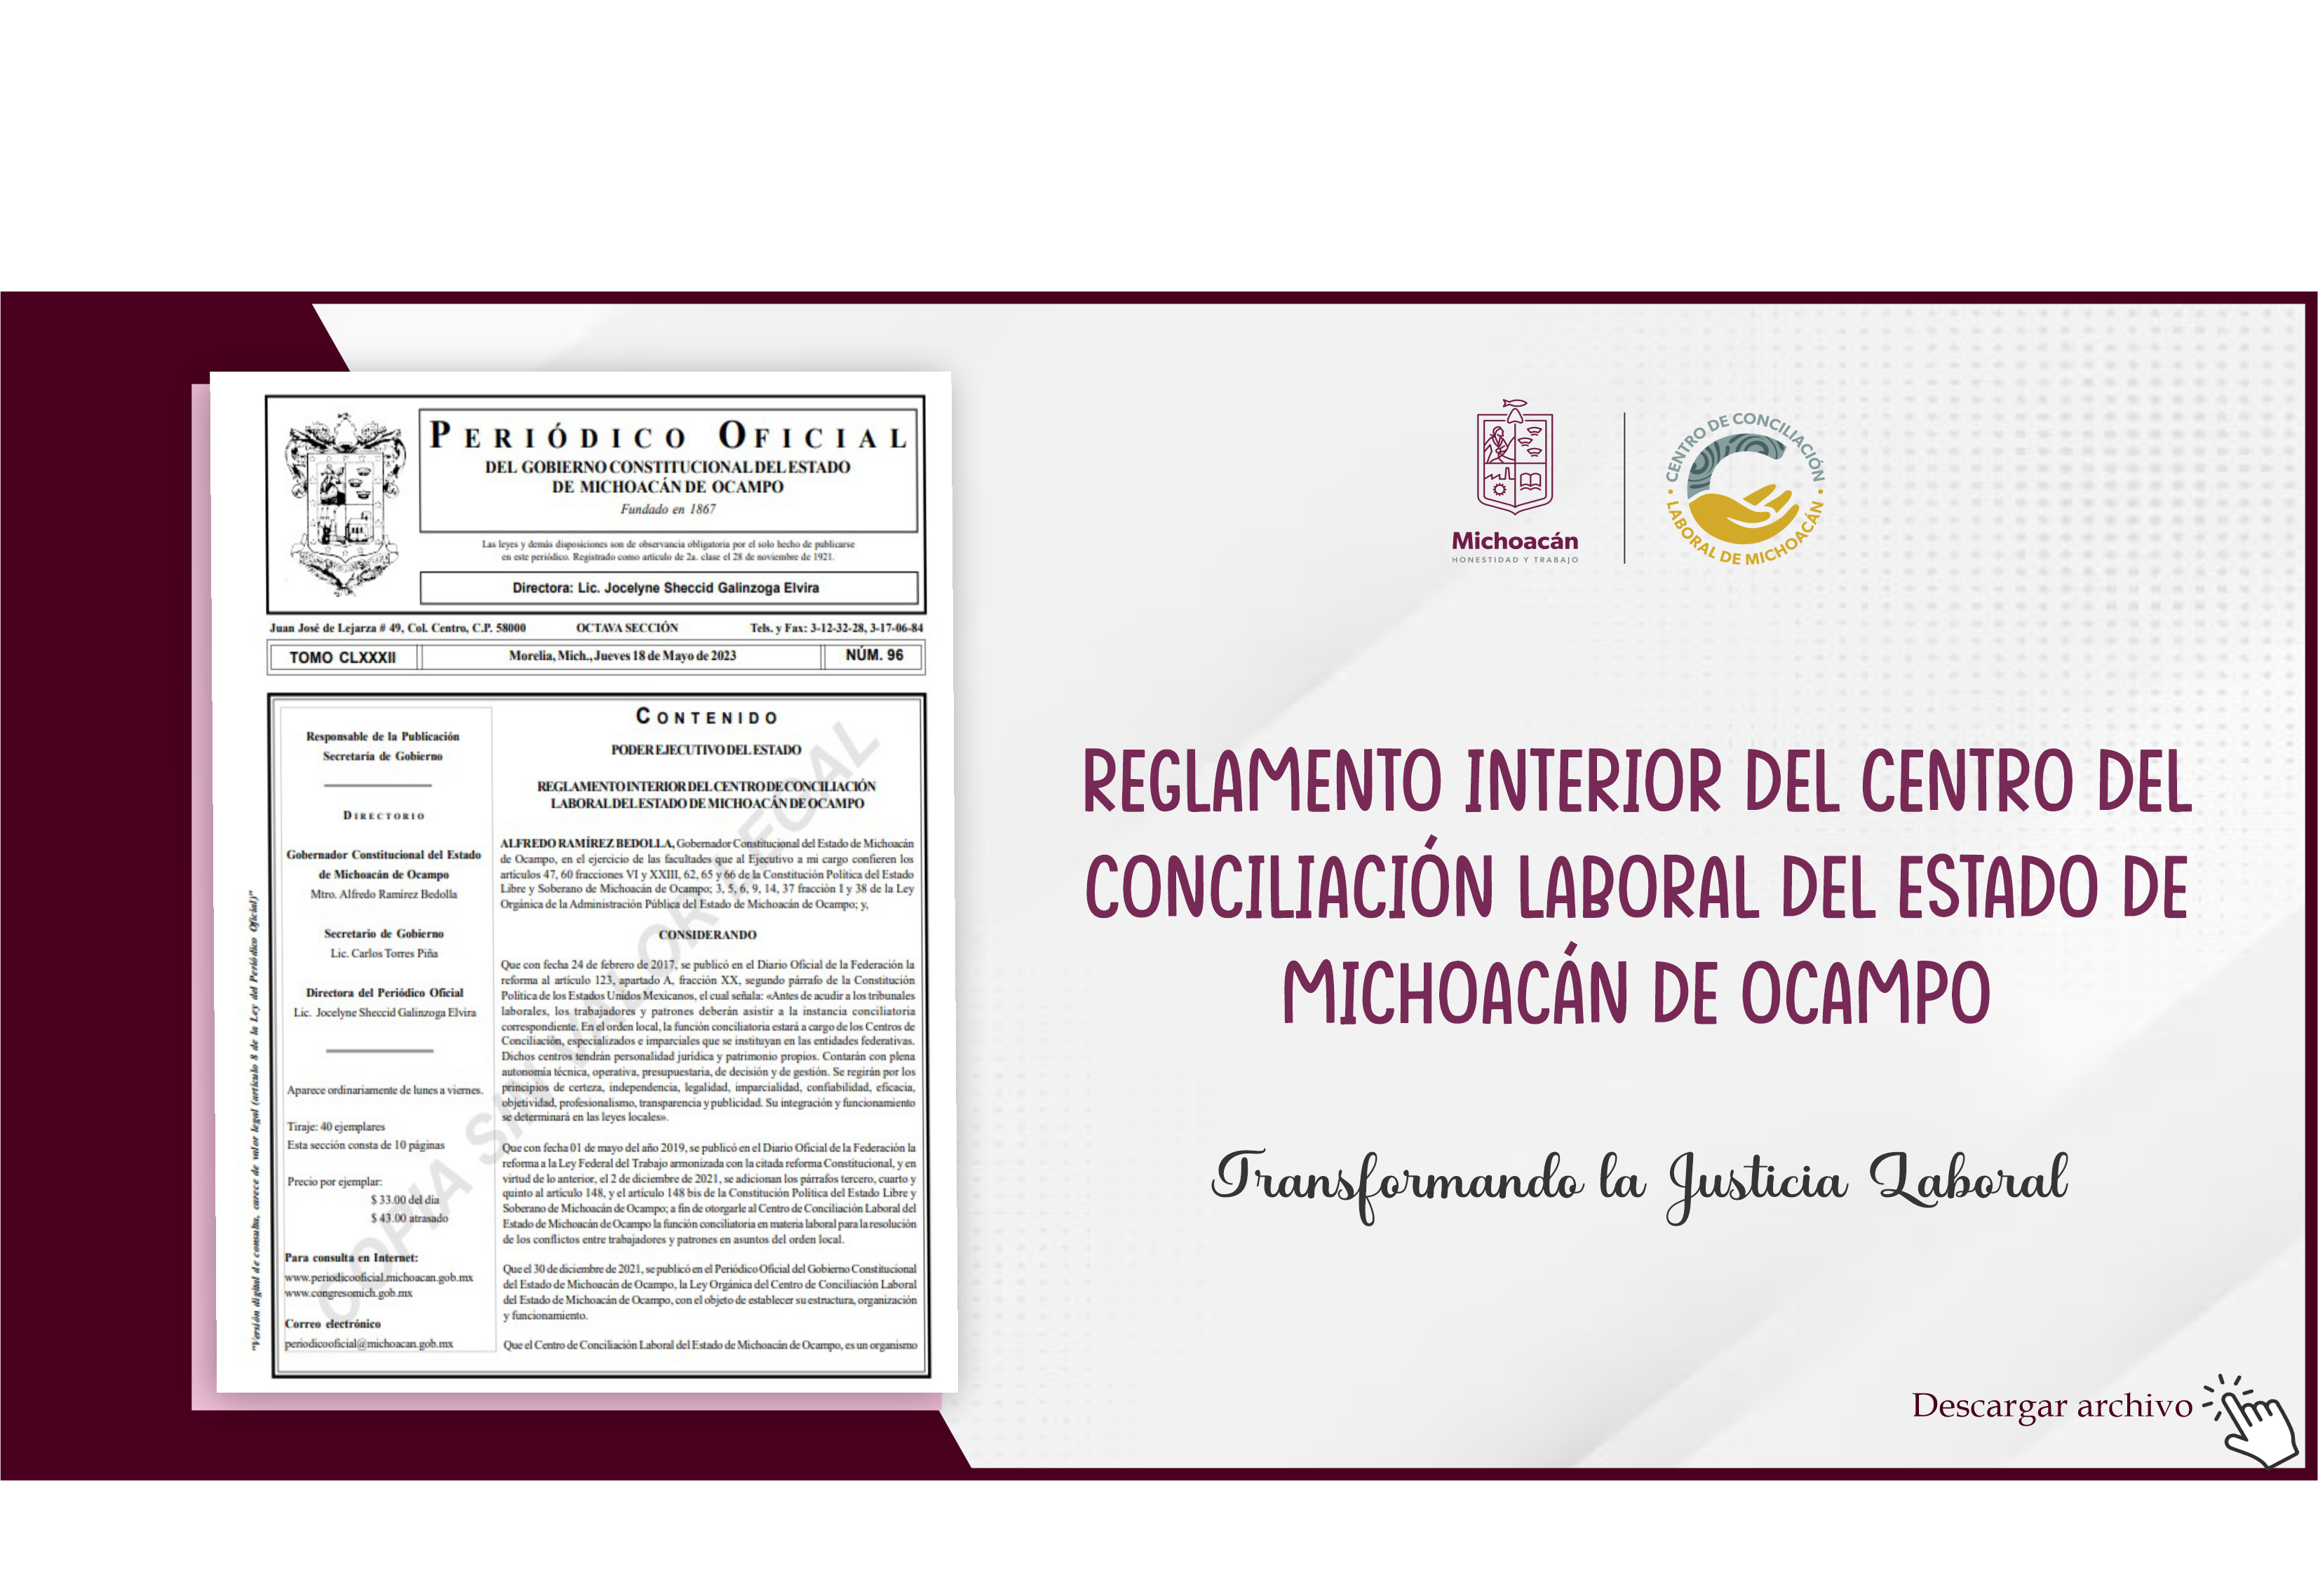 PERIÓDICO OFICIAL
DEL GOBIERNO CONSTITUCIONAL DEL ESTADO
DE MICHOACÁN DE OCAMPO
Fundado en 1867
Las leyes y demás disposiciones son de observancia obligatoria por el solo hecho de publicarse
en este periódico. Registrado como artículo de 2a. clase el 28 de noviembre de 1921.
Directora: Lic. Jocelyne Sheccid Galinzoga Elvira
Juan José de Lejarza # 49, Col. Centro, C.P. 58000 OCTAVA SECCIÓN Tels. y Fax: 3-12-32-28, 3-17-06-84
TOMO CLXXXII Morelia, Mich., Jueves 18 de Mayo de 2023 NÚM. 96
"Versión digital de consulta, carece de valor legal (artículo 8 de la Ley del Periódico Oficial)"
Responsable de la Publicación
Secretaría de Gobierno
DIRECTORIO
Gobernador Constitucional del Estado
de Michoacán de Ocampo
Mtro. Alfredo Ramírez Bedolla
Secretario de Gobierno
Lic. Carlos Torres Piña
Directora del Periódico Oficial
Lic. Jocelyne Sheccid Galinzoga Elvira
Aparece ordinariamente de lunes a viernes.
Tiraje: 40 ejemplares
Esta sección consta de 10 páginas
Precio por ejemplar:
$ 33.00 del día
$ 43.00 atrasado
Para consulta en Internet:
www.periodicooficial.michoacan.gob.mx
www.congresomich.gob.mx
Correo electrónico
periodicooficial@michoacan.gob.mx
CONTENIDO
PODER EJECUTIVO DEL ESTADO
REGLAMENTO INTERIOR DEL CENTRO DE CONCILIACIÓN
LABORAL DEL ESTADO DE MICHOACÁN DE OCAMPO
ALFREDO RAMÍREZ BEDOLLA, Gobernador Constitucional del Estado de Michoacán
de Ocampo, en el ejercicio de las facultades que al Ejecutivo a mi cargo confieren los
artículos 47, 60 fracciones VI y XXIII, 62, 65 y 66 de la Constitución Política del Estado
Libre y Soberano de Michoacán de Ocampo; 3, 5, 6, 9, 14, 37 fracción I y 38 de la Ley
Orgánica de la Administración Pública del Estado de Michoacán de Ocampo; y,
CONSIDERANDO
Que con fecha 24 de febrero de 2017, se publicó en el Diario Oficial de la Federación la
reforma al artículo 123, apartado A, fracción XX, segundo párrafo de la Constitución
Política de los Estados Unidos Mexicanos, el cual señala: «Antes de acudir a los tribunales
laborales, los trabajadores y patrones deberán asistir a la instancia conciliatoria
correspondiente. En el orden local, la función conciliatoria estará a cargo de los Centros de
Conciliación, especializados e imparciales que se instituyan en las entidades federativas.
Dichos centros tendrán personalidad jurídica y patrimonio propios. Contarán con plena
autonomía técnica, operativa, presupuestaria, de decisión y de gestión. Se regirán por los
principios de certeza, independencia, legalidad, imparcialidad, confiabilidad, eficacia,
objetividad, profesionalismo, transparencia y publicidad. Su integración y funcionamiento
se determinará en las leyes locales».
Que con fecha 01 de mayo del año 2019, se publicó en el Diario Oficial de la Federación la
reforma a la Ley Federal del Trabajo armonizada con la citada reforma Constitucional, y en
virtud de lo anterior, el 2 de diciembre de 2021, se adicionan los párrafos tercero, cuarto y
quinto al artículo 148, y el artículo 148 bis de la Constitución Política del Estado Libre y
Soberano de Michoacán de Ocampo; a fin de otorgarle al Centro de Conciliación Laboral del
Estado de Michoacán de Ocampo la función conciliatoria en materia laboral para la resolución
de los conflictos entre trabajadores y patrones en asuntos del orden local.
Que el 30 de diciembre de 2021, se publicó en el Periódico Oficial del Gobierno Constitucional
del Estado de Michoacán de Ocampo, la Ley Orgánica del Centro de Conciliación Laboral
del Estado de Michoacán de Ocampo, con el objeto de establecer su estructura, organización
y funcionamiento.
Que el Centro de Conciliación Laboral del Estado de Michoacán de Ocampo, es un organismo
COPIA SIN VALOR LEGAL
Michoacán
HONESTIDAD Y TRABAJO
CENTRO DE CONCILIACIÓN
LABORAL DE MICHOACÁN
REGLAMENTO INTERIOR DEL CENTRO DEL
CONCILIACIÓN LABORAL DEL ESTADO DE
MICHOACÁN DE OCAMPO
Transformando la Justicia Laboral
Descargar archivo